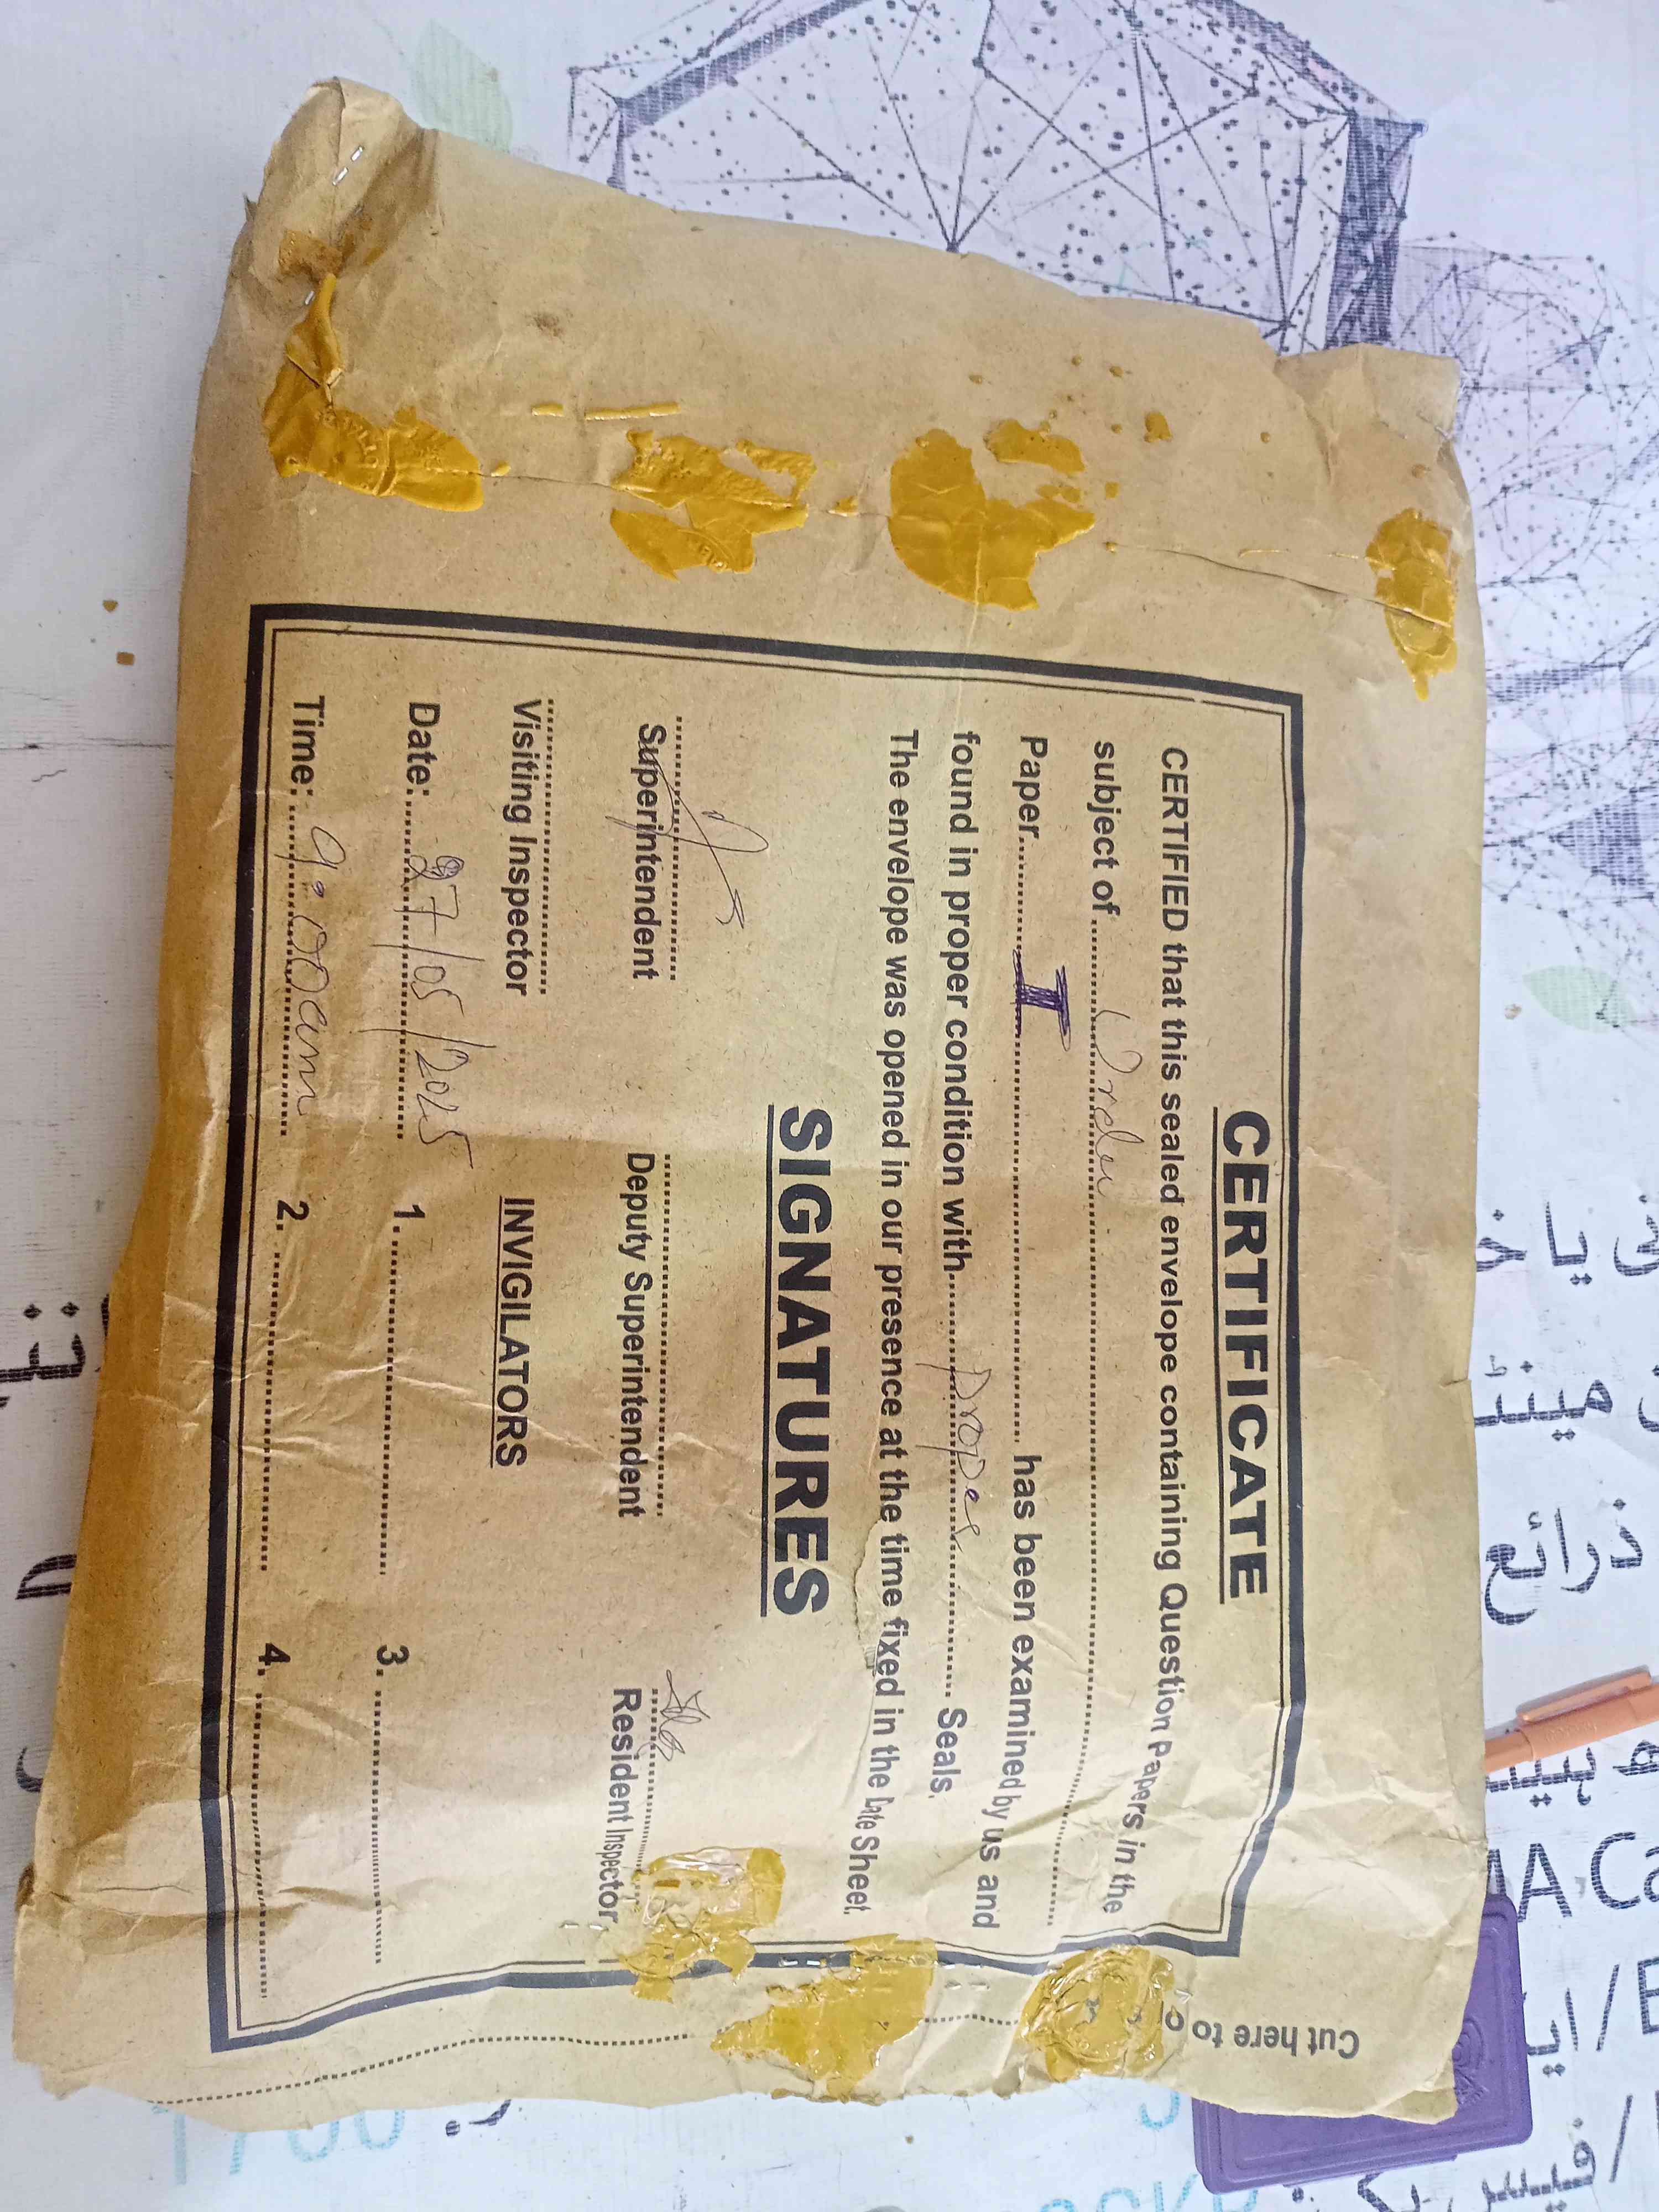 CERTIFICATE
CERTIFIED that this sealed envelope containing Question Papers in the
subject of Urdu
Paper I has been examined by us and
found in proper condition with proper Seals.
The envelope was opened in our presence at the time fixed in the Date Sheet.
SIGNATURES
Superintendent Deputy Superintendent Resident Inspector
Visiting Inspector INVIGILATORS
Date: 27/05/2025 1. 3.
Time: 9:00 am 2. 4.
Cut here to
ذرائع